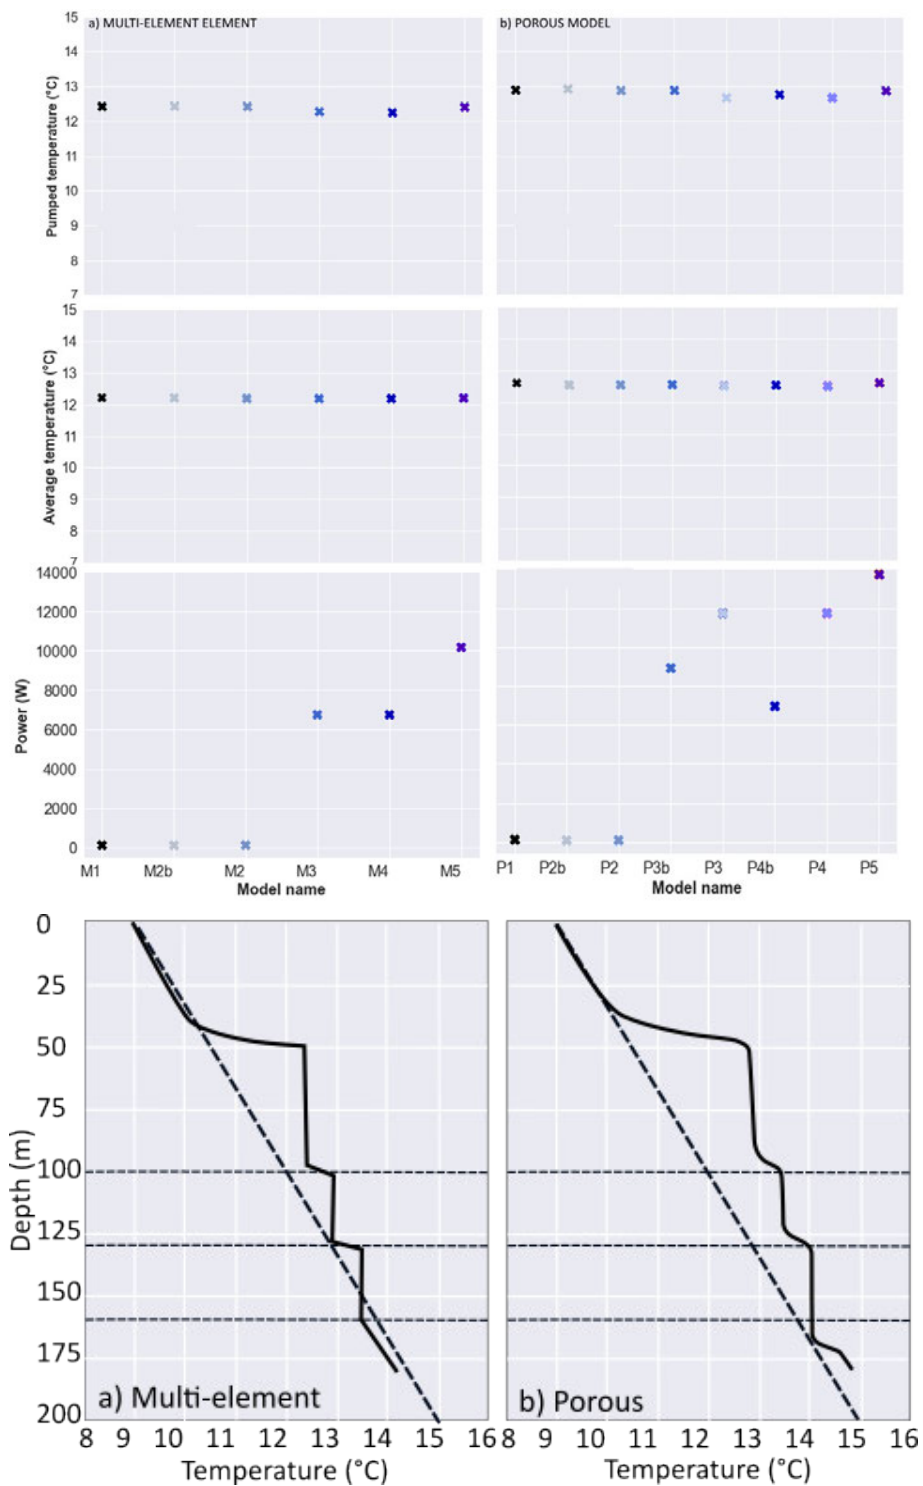 a) MULTI-ELEMENT ELEMENT
b) POROUS MODEL
Pumped temperature (°C)
15
14
13
12
11
10
9
8
7
Average temperature (°C)
15
14
13
12
11
10
9
8
7
Power (W)
14000
12000
10000
8000
6000
4000
2000
0
M1 M2b M2 M3 M4 M5
Model name
P1 P2b P2 P3b P3 P4b P4 P5
Model name
Depth (m)
0
25
50
75
100
125
150
175
200
a) Multi-element
b) Porous
8 9 10 11 12 13 14 15 16
Temperature (°C)
8 9 10 11 12 13 14 15 16
Temperature (°C)